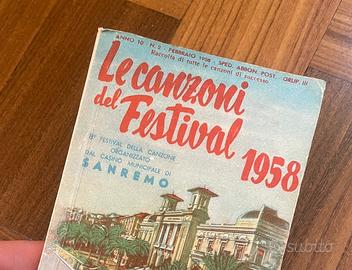 ANNO 10 - N. 2 - FEBBRAIO 1958 - SPED. ABBON. POST. - GRUP. III
Raccolta di tutte le canzoni di successo
Le canzoni
del Festival
1958
8° FESTIVAL DELLA CANZONE
ORGANIZZATO
DAL CASINO MUNICIPALE DI
SANREMO
subito